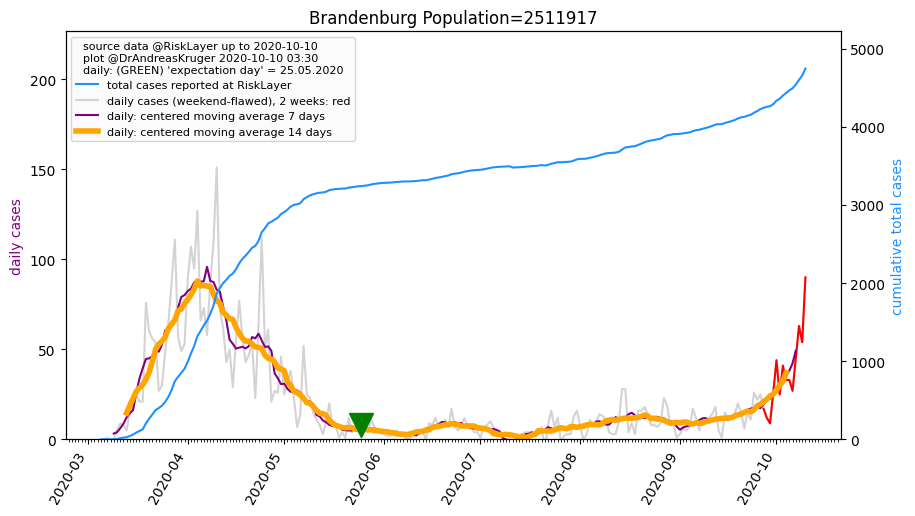 Brandenburg Population=2511917
source data @RiskLayer up to 2020-10-10
plot @DrAndreasKruger 2020-10-10 03:30
daily: (GREEN) 'expectation day' = 25.05.2020
total cases reported at RiskLayer
daily cases (weekend-flawed), 2 weeks: red
daily: centered moving average 7 days
daily: centered moving average 14 days
daily cases
200
150
100
50
0
cumulative total cases
5000
4000
3000
2000
1000
0
2020-03
2020-04
2020-05
2020-06
2020-07
2020-08
2020-09
2020-10